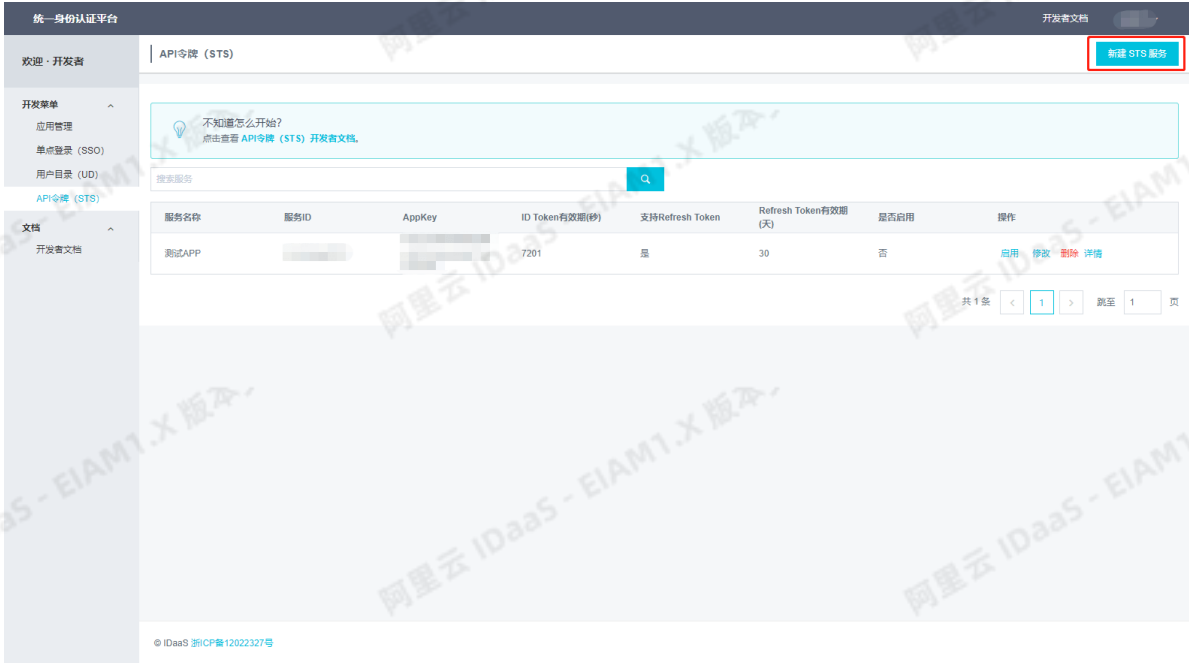 统一身份认证平台
开发者文档
欢迎 · 开发者
API令牌（STS）
新建 STS 服务
开发菜单
应用管理
单点登录（SSO）
用户目录（UD）
API令牌（STS）
文档
开发者文档
不知道怎么开始?
点击查看 API令牌（STS）开发者文档。
搜索服务
服务名称 服务ID AppKey ID Token有效期(秒) 支持Refresh Token Refresh Token有效期(天) 是否启用 操作
测试APP 7201 是 30 否 启用 修改 删除 详情
共 1 条 < 1 > 跳至 1 页
© IDaaS 浙ICP备12022327号
阿里云 IDaaS - EIAM1.X 版本,